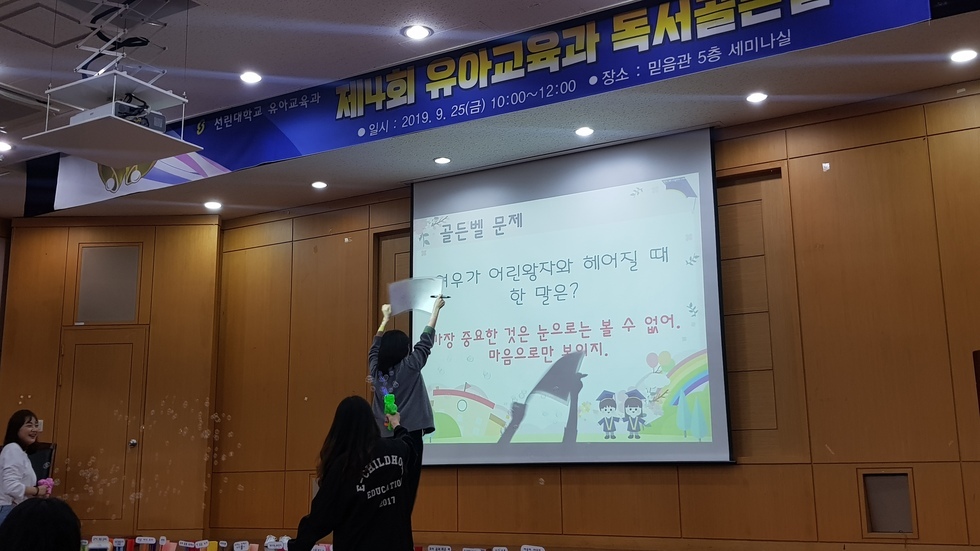 선린대학교 유아교육과
제4회 유아교육과 독서골든벨
● 일시 : 2019. 9. 25(금) 10:00~12:00 ● 장소 : 믿음관 5층 세미나실
골든벨 문제
여우가 어린왕자와 헤어질 때
한 말은?
가장 중요한 것은 눈으로는 볼 수 없어.
마음으로만 보이지.
E-CHILDHOO
EDUCATION
2017